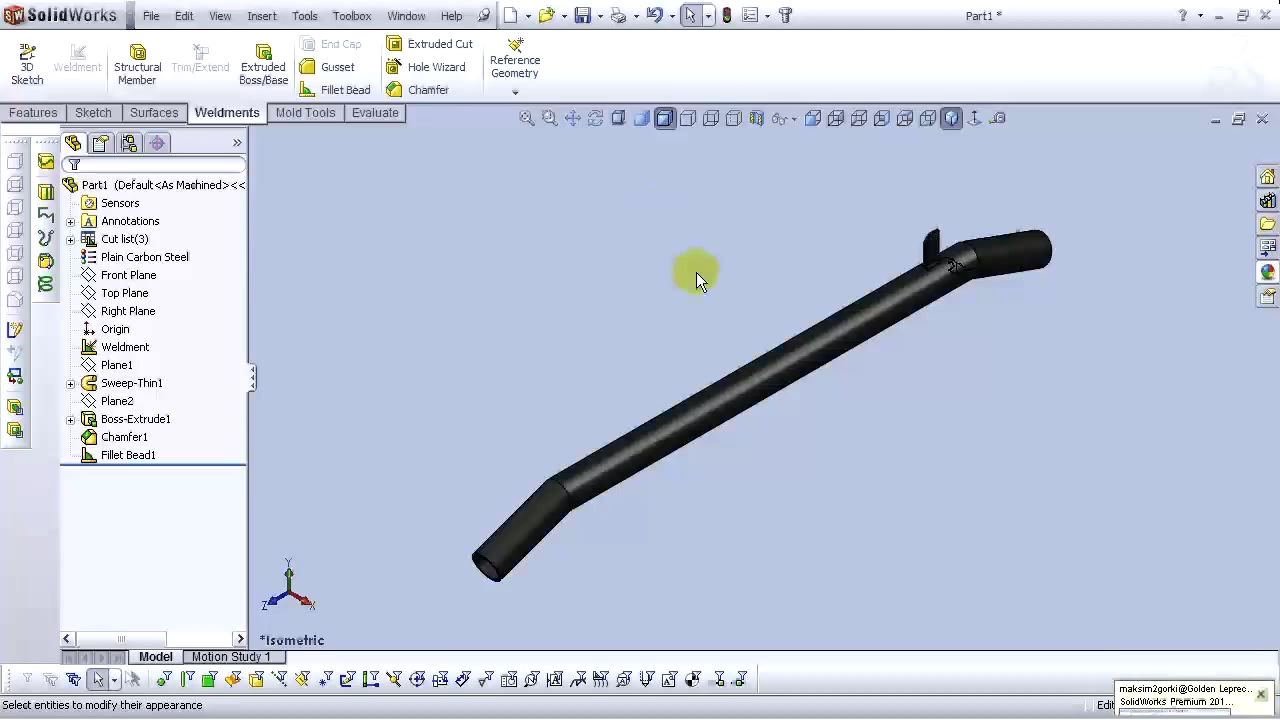 SolidWorks File Edit View Insert Tools Toolbox Window Help Part1 * ?
3D Sketch
Weldment
Structural Member
Trim/Extend
Extruded Boss/Base
End Cap
Gusset
Fillet Bead
Extruded Cut
Hole Wizard
Chamfer
Reference Geometry
Features Sketch Surfaces Weldments Mold Tools Evaluate
Part1 (Default<As Machined><<
Sensors
Annotations
Cut list(3)
Plain Carbon Steel
Front Plane
Top Plane
Right Plane
Origin
Weldment
Plane1
Sweep-Thin1
Plane2
Boss-Extrude1
Chamfer1
Fillet Bead1
Y
Z X
*Isometric
Model Motion Study 1
Select entities to modify their appearance
Edit
maksim2gorki@Golden Leprec...
SolidWorks Premium 201...